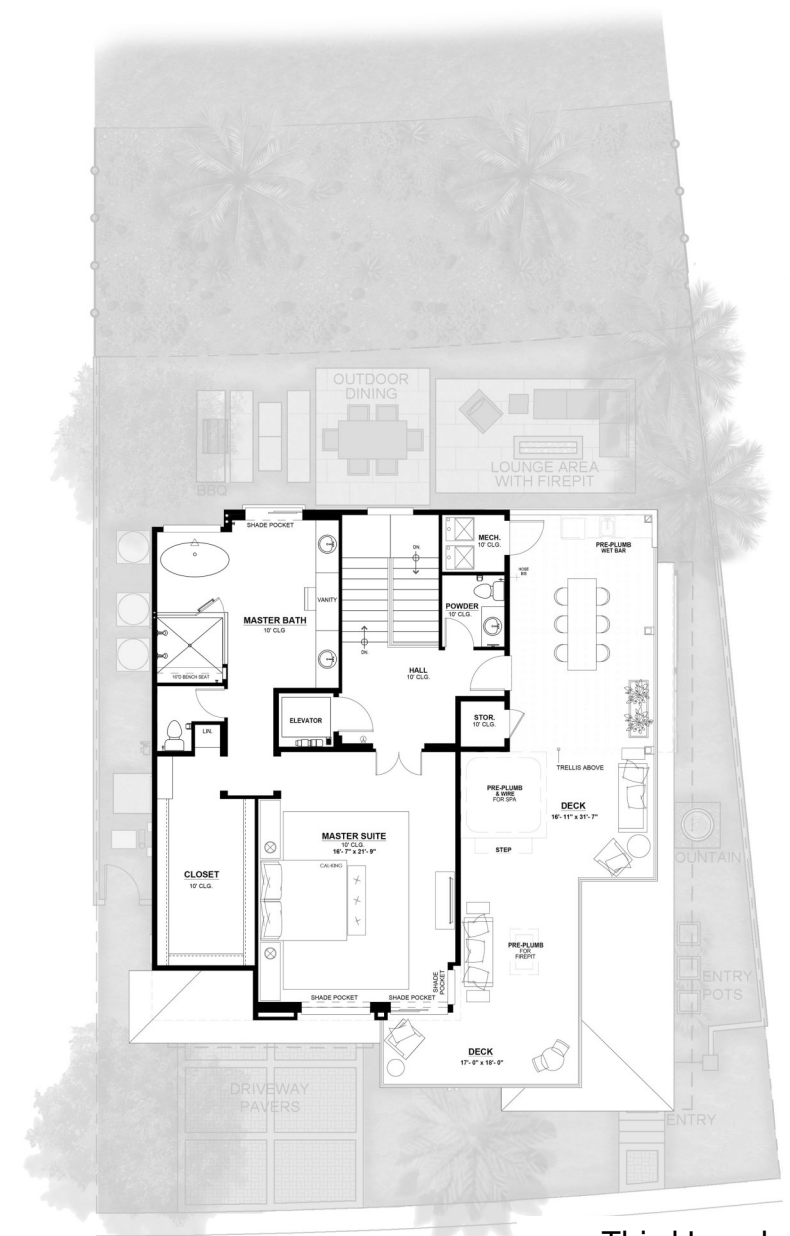 OUTDOOR
DINING
LOUNGE AREA
WITH FIREPIT
BBQ
SHADE POCKET
MECH.
10' CLG.
PRE-PLUMB
WET BAR
DN.
HOSE
BIB
VANITY
POWDER
10' CLG.
MASTER BATH
10' CLG
DN.
HALL
10' CLG.
18"D BENCH SEAT
ELEVATOR
STOR.
10' CLG.
LIN.
TRELLIS ABOVE
PRE-PLUMB
& WIRE
FOR SPA
DECK
16'- 11" x 31'- 7"
STEP
MASTER SUITE
10' CLG.
16'- 7" x 21'- 9"
CAL-KING
CLOSET
10' CLG.
OUNTAIN
PRE-PLUMB
FOR
FIREPIT
SHADE
POCKET
ENTRY
POTS
SHADE POCKET
SHADE POCKET
DECK
17'- 0" x 18'- 0"
DRIVEWAY
PAVERS
ENTRY